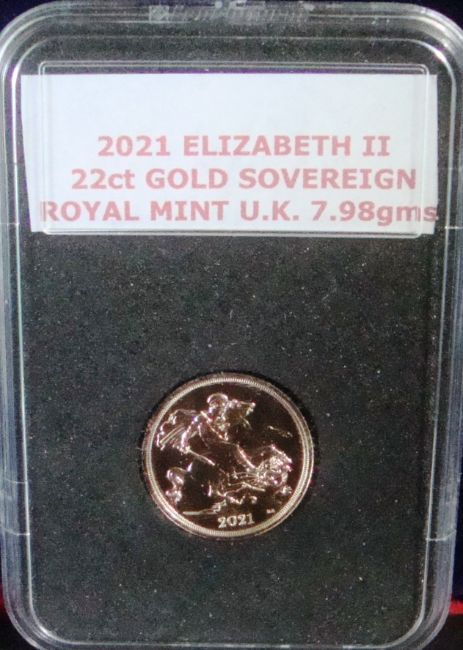 2021 ELIZABETH II
22ct GOLD SOVEREIGN
ROYAL MINT U.K. 7.98gms
2021